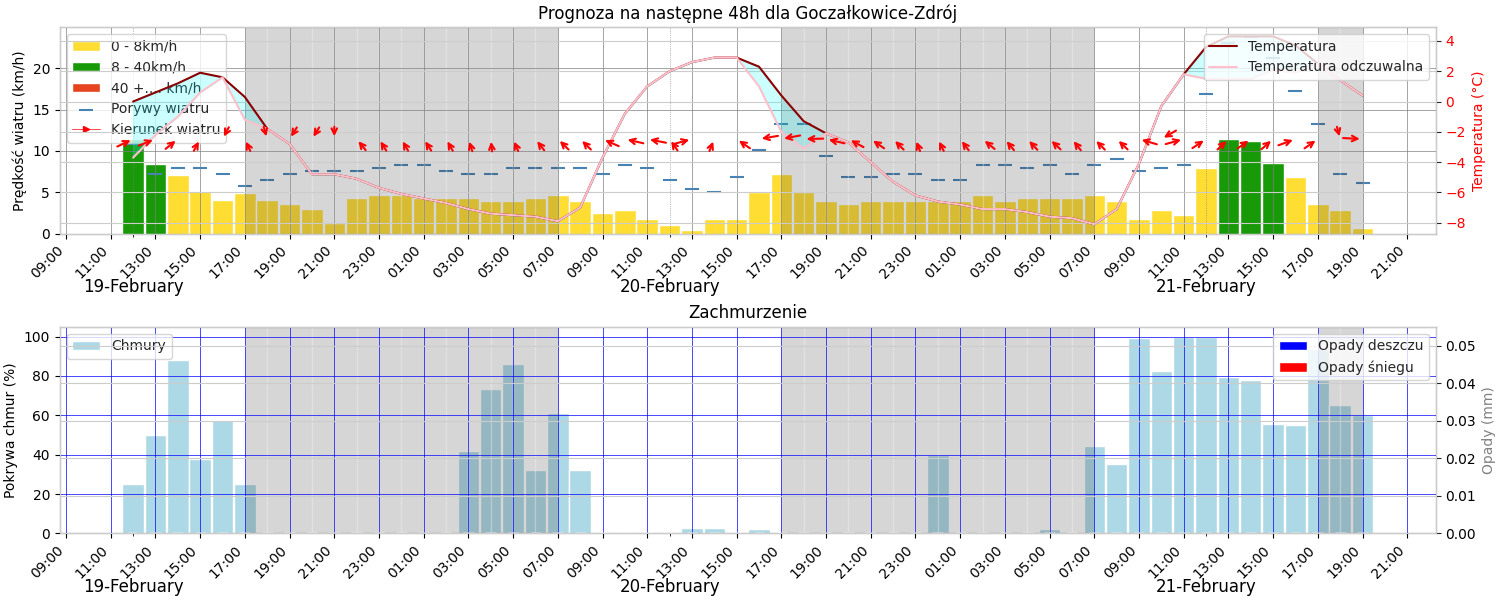 Prognoza na następne 48h dla Goczałkowice-Zdrój
Prędkość wiatru (km/h)
20
15
10
5
0
0 - 8km/h
8 - 40km/h
40 +.... km/h
Porywy wiatru
Kierunek wiatru
Temperatura
Temperatura odczuwalna
4
2
0
−2
−4
−6
−8
Temperatura (°C)
09:00 11:00 13:00 15:00 17:00 19:00 21:00 23:00 01:00 03:00 05:00 07:00 09:00 11:00 13:00 15:00 17:00 19:00 21:00 23:00 01:00 03:00 05:00 07:00 09:00 11:00 13:00 15:00 17:00 19:00 21:00
19-February 20-February 21-February
Zachmurzenie
Pokrywa chmur (%)
100
80
60
40
20
0
Chmury
Opady deszczu
Opady śniegu
0.05
0.04
0.03
0.02
0.01
0.00
Opady (mm)
09:00 11:00 13:00 15:00 17:00 19:00 21:00 23:00 01:00 03:00 05:00 07:00 09:00 11:00 13:00 15:00 17:00 19:00 21:00 23:00 01:00 03:00 05:00 07:00 09:00 11:00 13:00 15:00 17:00 19:00 21:00
19-February 20-February 21-February